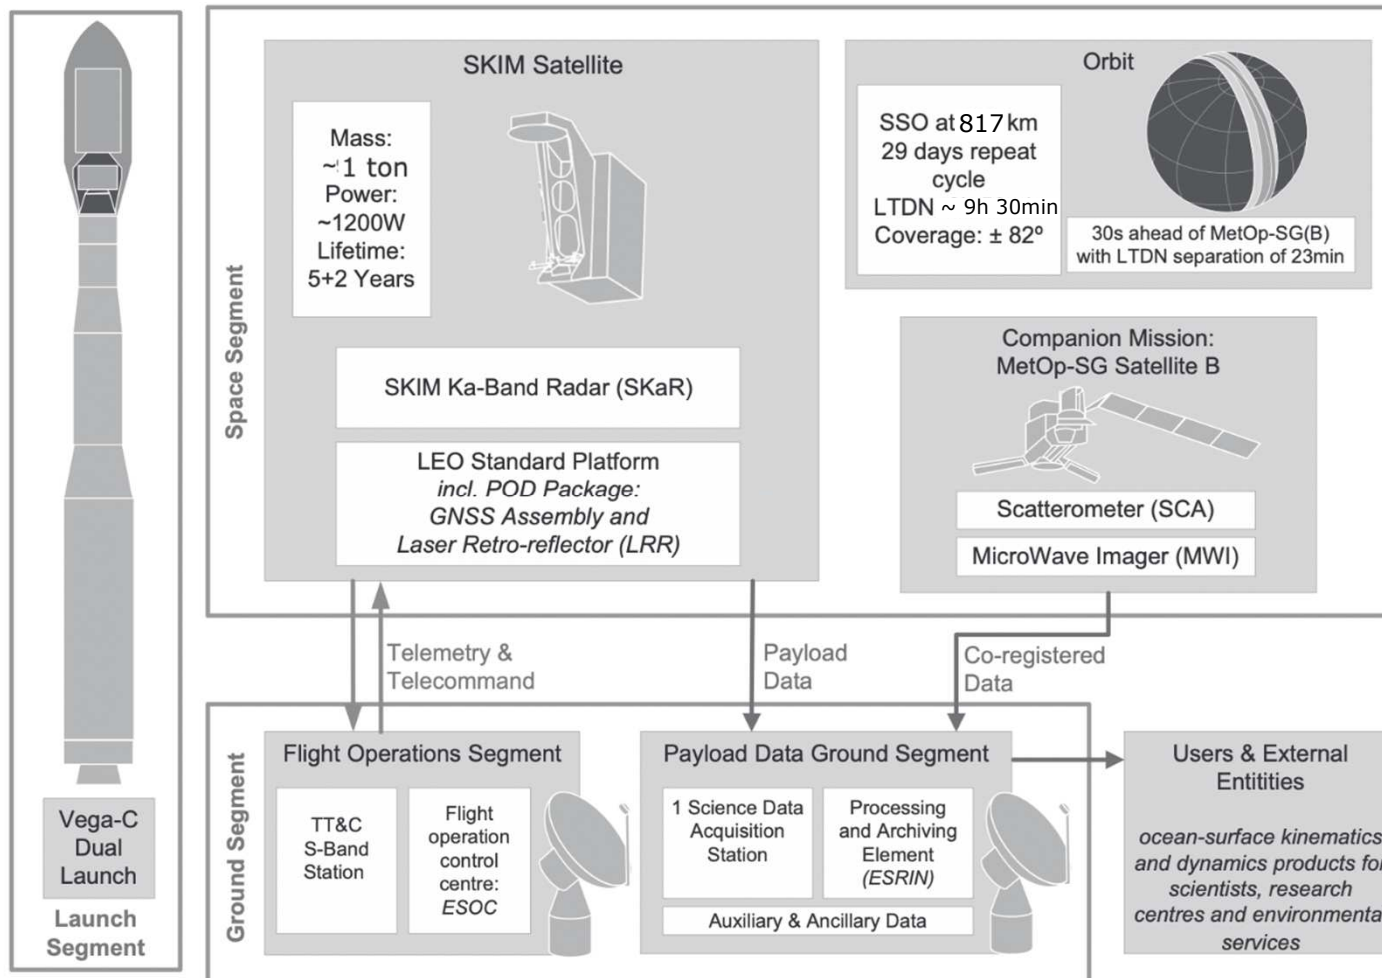 Vega-C
Dual
Launch
Launch
Segment
Space Segment
SKIM Satellite
Mass:
~1 ton
Power:
~1200W
Lifetime:
5+2 Years
SKIM Ka-Band Radar (SKaR)
LEO Standard Platform
incl. POD Package:
GNSS Assembly and
Laser Retro-reflector (LRR)
Orbit
SSO at 817 km
29 days repeat
cycle
LTDN ~ 9h 30min
Coverage: ± 82º
30s ahead of MetOp-SG(B)
with LTDN separation of 23min
Companion Mission:
MetOp-SG Satellite B
Scatterometer (SCA)
MicroWave Imager (MWI)
Telemetry &
Telecommand
Payload
Data
Co-registered
Data
Ground Segment
Flight Operations Segment
TT&C
S-Band
Station
Flight
operation
control
centre:
ESOC
Payload Data Ground Segment
1 Science Data
Acquisition
Station
Processing
and Archiving
Element
(ESRIN)
Auxiliary & Ancillary Data
Users & External
Entitities
ocean-surface kinematics
and dynamics products for
scientists, research
centres and environmenta
services